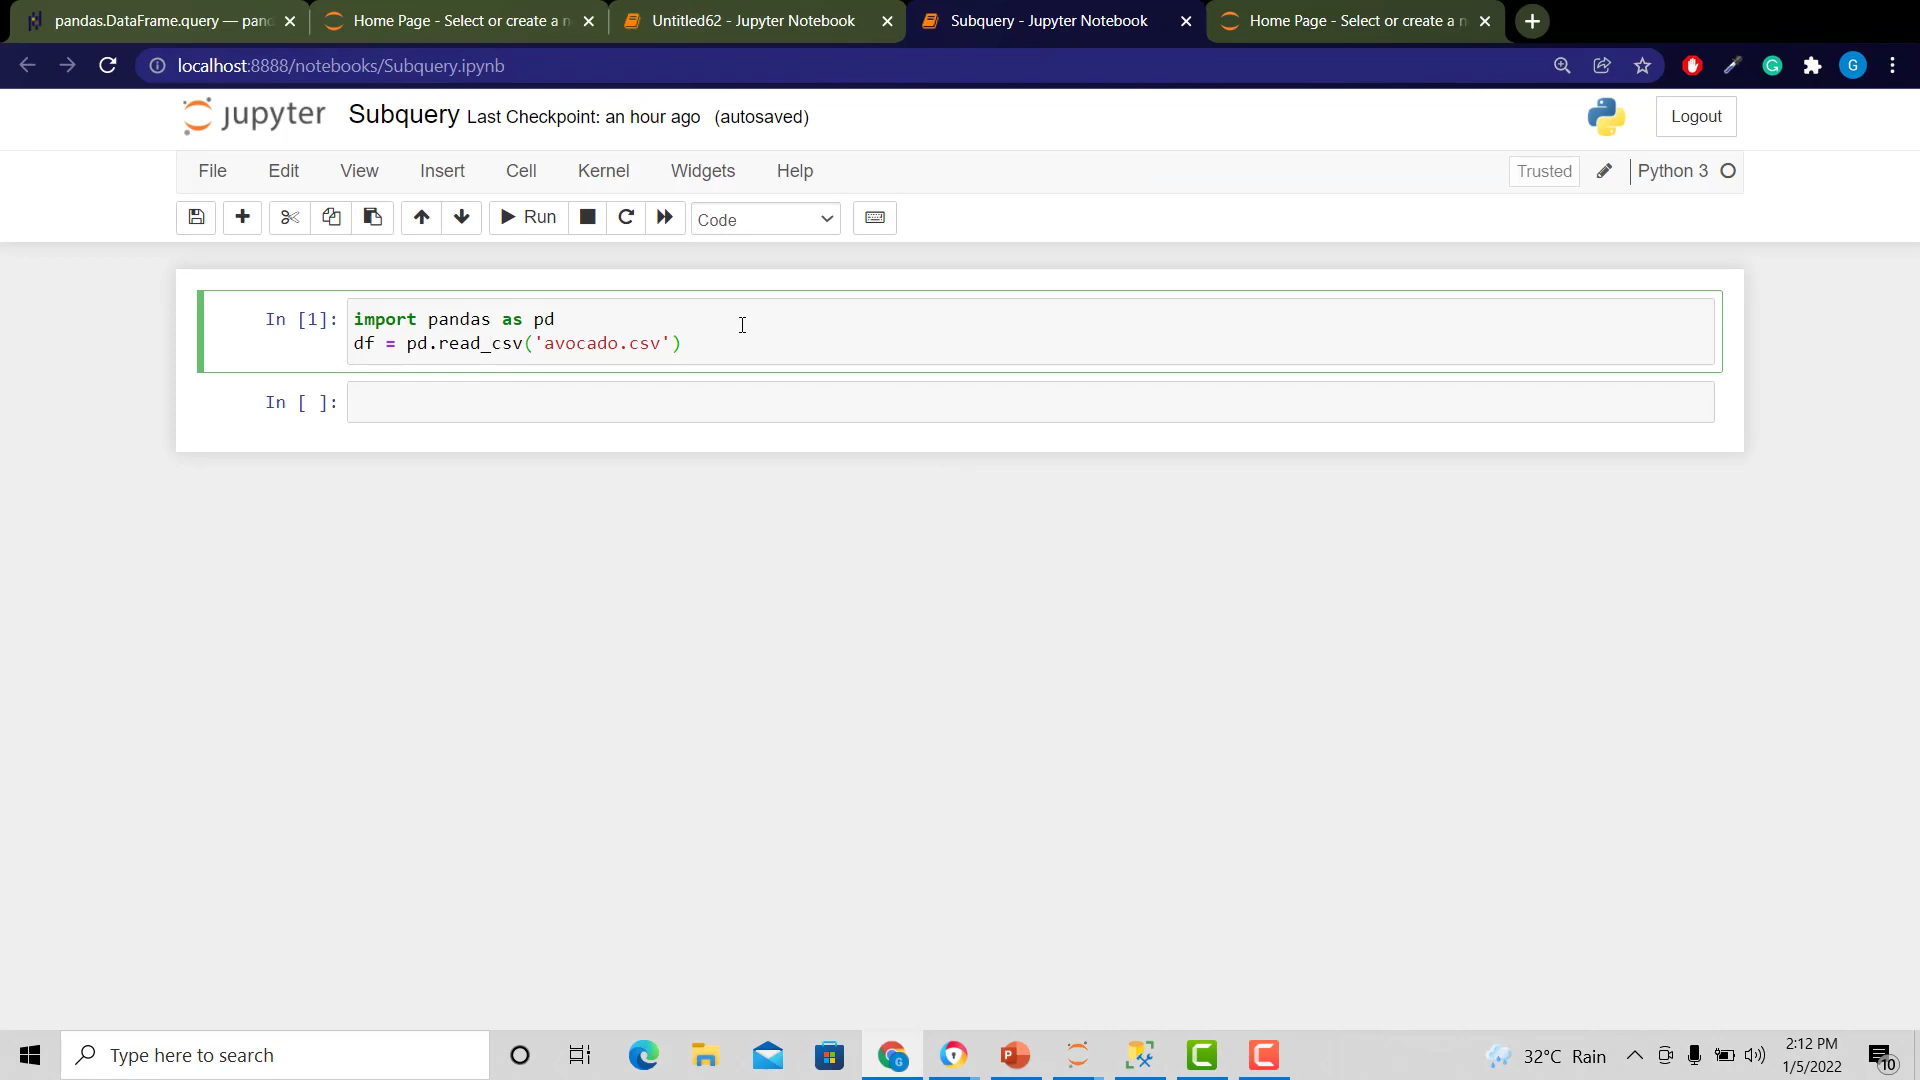 pandas.DataFrame.query — pand
Home Page - Select or create a n
Untitled62 - Jupyter Notebook
Subquery - Jupyter Notebook
Home Page - Select or create a n
localhost:8888/notebooks/Subquery.ipynb
G
jupyter
Subquery Last Checkpoint: an hour ago (autosaved)
Logout
File Edit View Insert Cell Kernel Widgets Help
Trusted
Python 3
Run
Code
In [1]: import pandas as pd
df = pd.read_csv('avocado.csv')
In [ ]:
Type here to search
32°C Rain
2:12 PM
1/5/2022
10